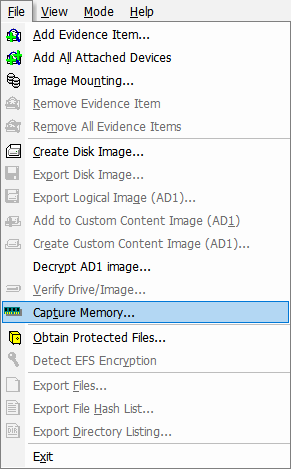 File View Mode Help
Add Evidence Item...
Add All Attached Devices
Image Mounting...
Remove Evidence Item
Remove All Evidence Items
Create Disk Image...
Export Disk Image...
Export Logical Image (AD1)...
Add to Custom Content Image (AD1)
Create Custom Content Image (AD1)...
Decrypt AD1 image...
Verify Drive/Image...
Capture Memory...
Obtain Protected Files...
Detect EFS Encryption
Export Files...
Export File Hash List...
Export Directory Listing...
Exit